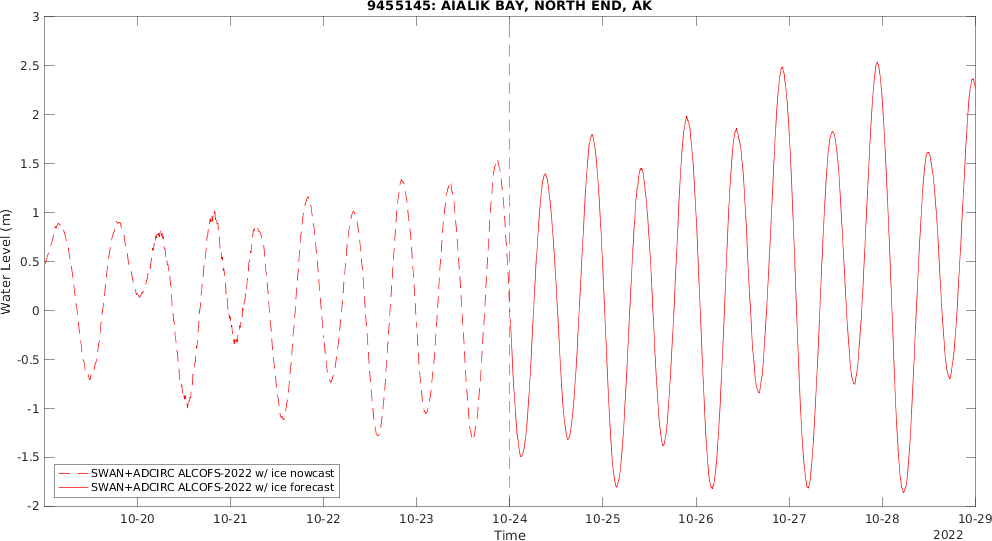 9455145: AIALIK BAY, NORTH END, AK
3
2.5
2
1.5
1
0.5
0
-0.5
-1
-1.5
-2
Water Level (m)
SWAN+ADCIRC ALCOFS-2022 w/ ice nowcast
SWAN+ADCIRC ALCOFS-2022 w/ ice forecast
10-20 10-21 10-22 10-23 10-24 10-25 10-26 10-27 10-28 10-29
Time
2022